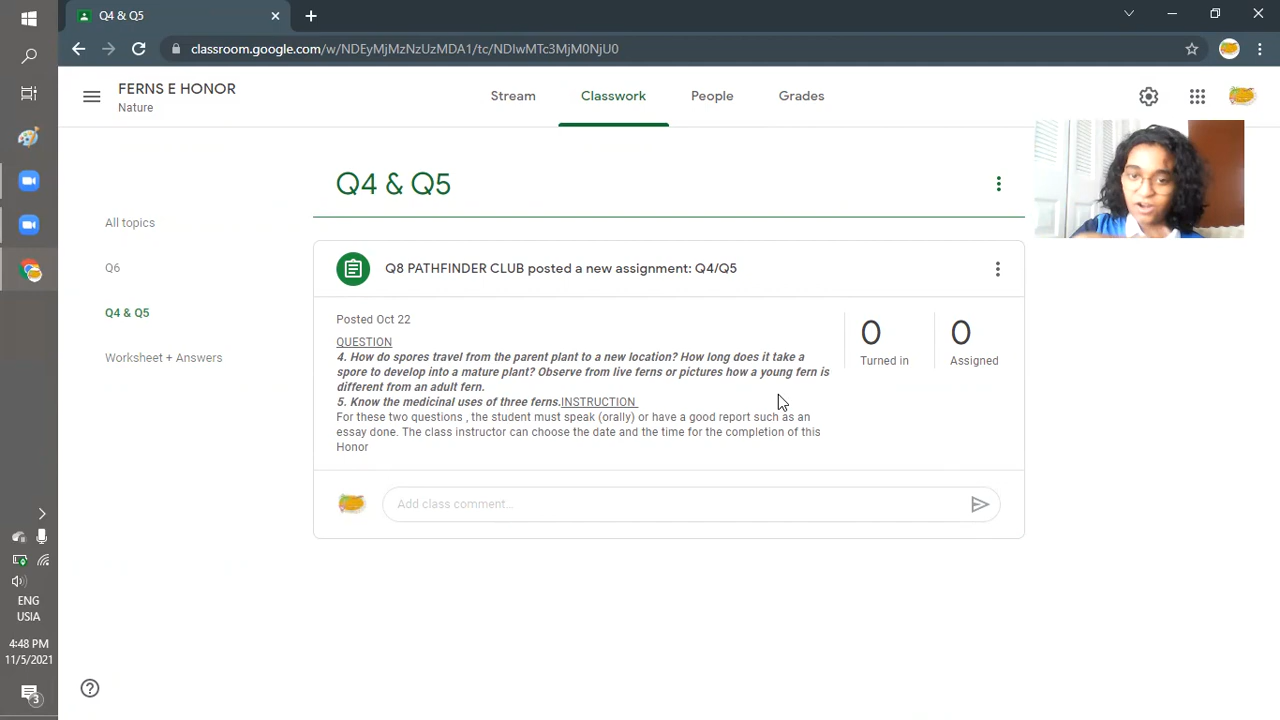 Q4 & Q5
classroom.google.com/w/NDEyMjMzNzUzMDA1/tc/NDIwMTc3MjM0NjU0
FERNS E HONOR
Nature
Stream
Classwork
People
Grades
Q4 & Q5
All topics
Q6
Q4 & Q5
Worksheet + Answers
Q8 PATHFINDER CLUB posted a new assignment: Q4/Q5
Posted Oct 22
QUESTION
4. How do spores travel from the parent plant to a new location? How long does it take a
spore to develop into a mature plant? Observe from live ferns or pictures how a young fern is
different from an adult fern.
5. Know the medicinal uses of three ferns.INSTRUCTION
For these two questions , the student must speak (orally) or have a good report such as an
essay done. The class instructor can choose the date and the time for the completion of this
Honor
0
Turned in
0
Assigned
Add class comment...
ENG
USIA
4:48 PM
11/5/2021
3